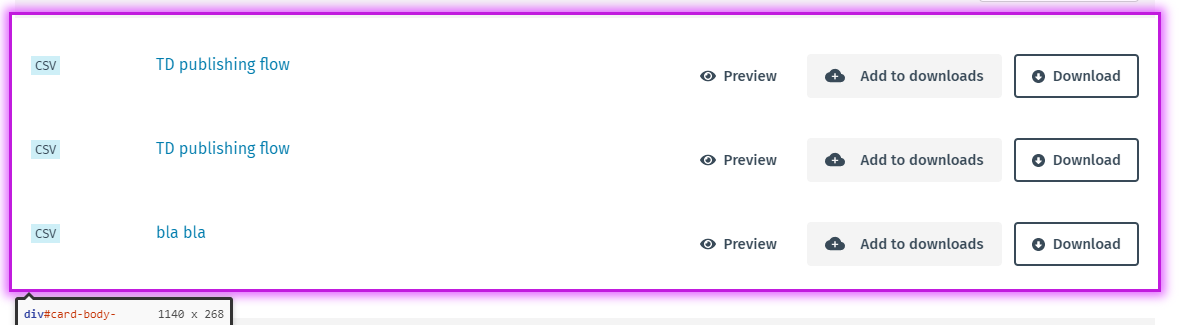 CSV TD publishing flow Preview Add to downloads Download
CSV TD publishing flow Preview Add to downloads Download
CSV bla bla Preview Add to downloads Download
div#card-body- 1140 x 268